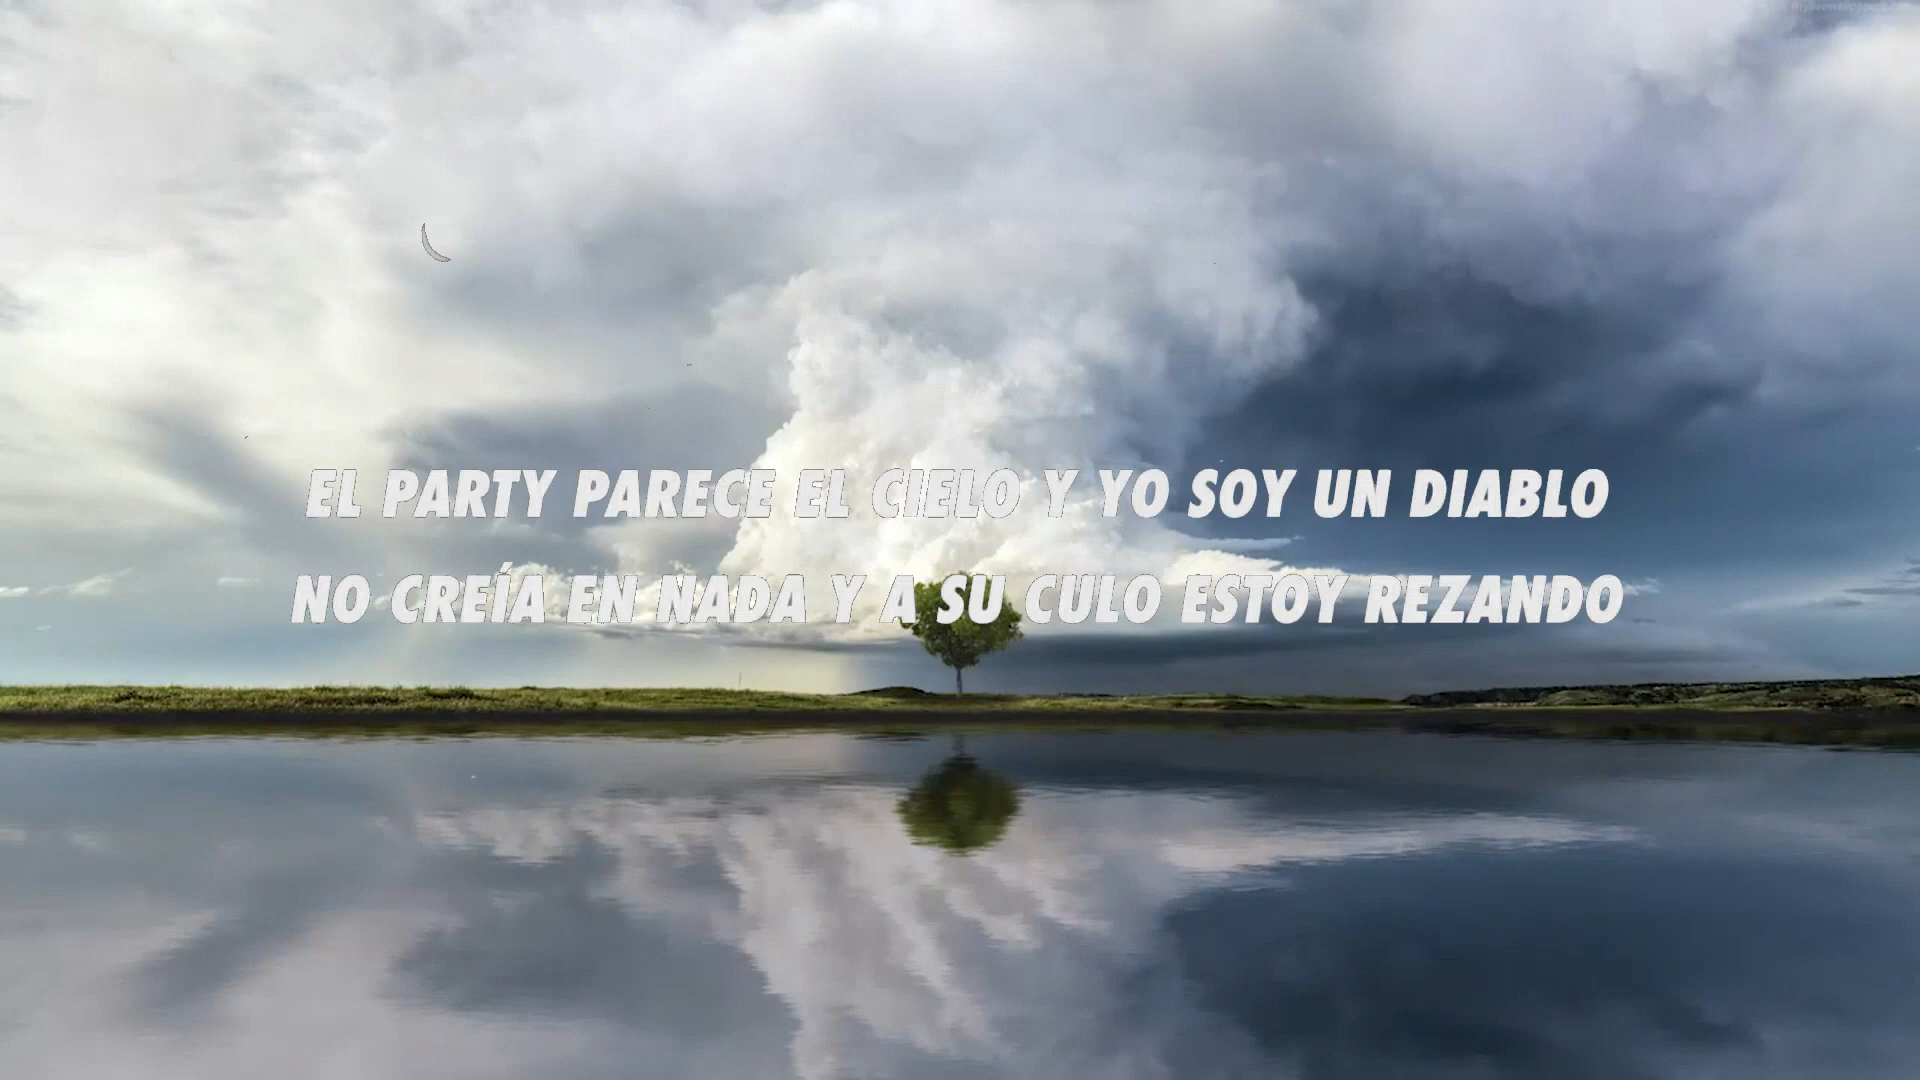 EL PARTY PARECE EL CIELO Y YO SOY UN DIABLO
NO CREÍA EN NADA Y A SU CULO ESTOY REZANDO